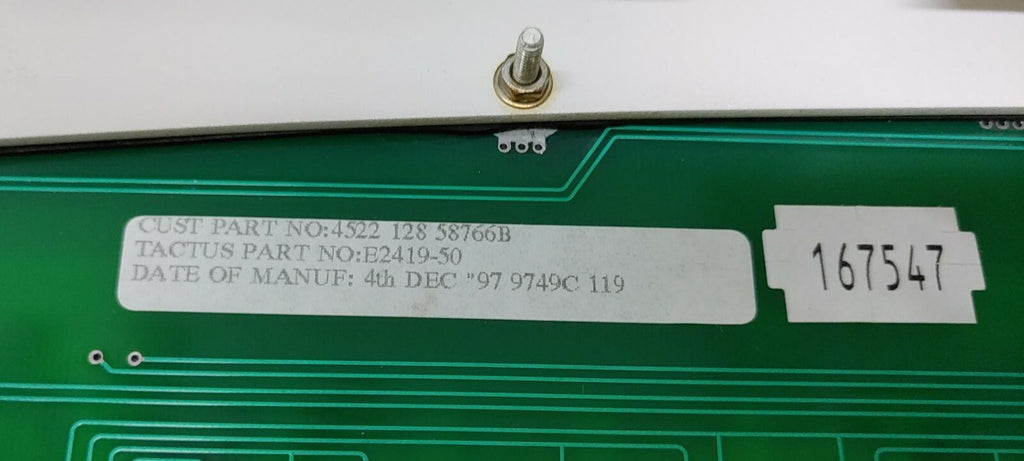 CUST PART NO:4522 128 58766B
TACTUS PART NO:E2419-50
DATE OF MANUF: 4th DEC "97 9749C 119
167547